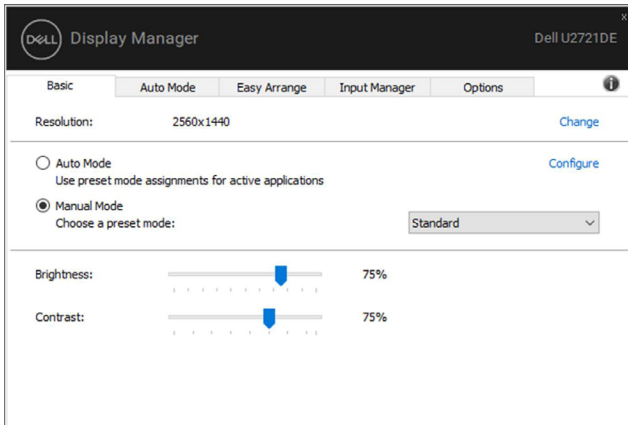 x
DELL Display Manager Dell U2721DE
Basic Auto Mode Easy Arrange Input Manager Options i
Resolution: 2560x1440 Change
Auto Mode Configure
Use preset mode assignments for active applications
Manual Mode
Choose a preset mode: Standard
Brightness: 75%
Contrast: 75%